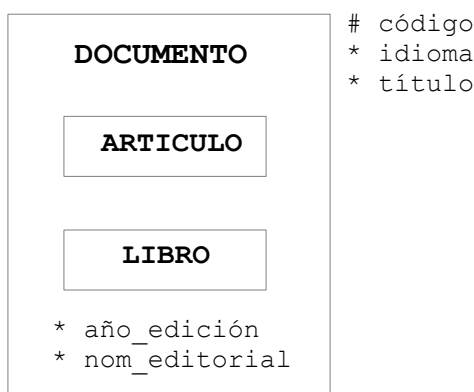 DOCUMENTO
# código
* idioma
* título
ARTICULO
LIBRO
* año_edición
* nom_editorial